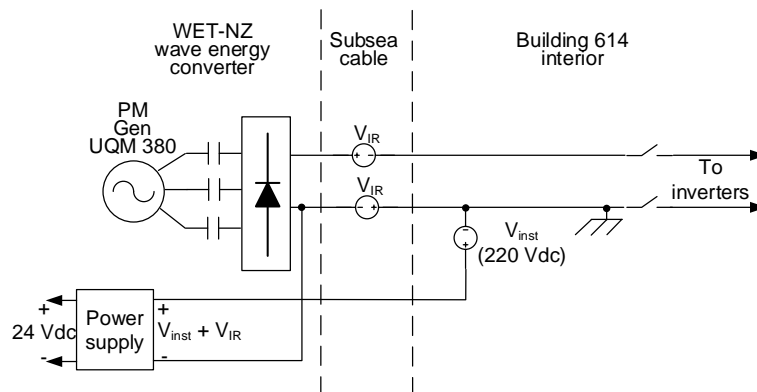 WET-NZ
wave energy
converter
Subsea
cable
Building 614
interior
PM
Gen
UQM 380
V_IR
+ -
V_IR
- +
To
inverters
-
+
V_inst
(220 Vdc)
+
24 Vdc
-
Power
supply
+
V_inst + V_IR
-